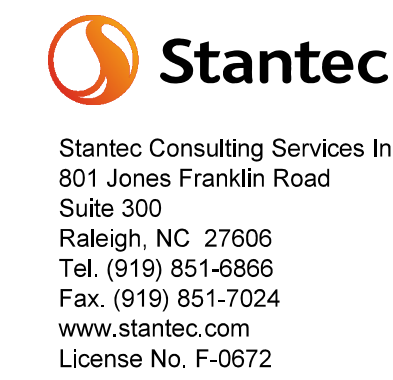 Stantec
Stantec Consulting Services In
801 Jones Franklin Road
Suite 300
Raleigh, NC 27606
Tel. (919) 851-6866
Fax. (919) 851-7024
www.stantec.com
License No. F-0672